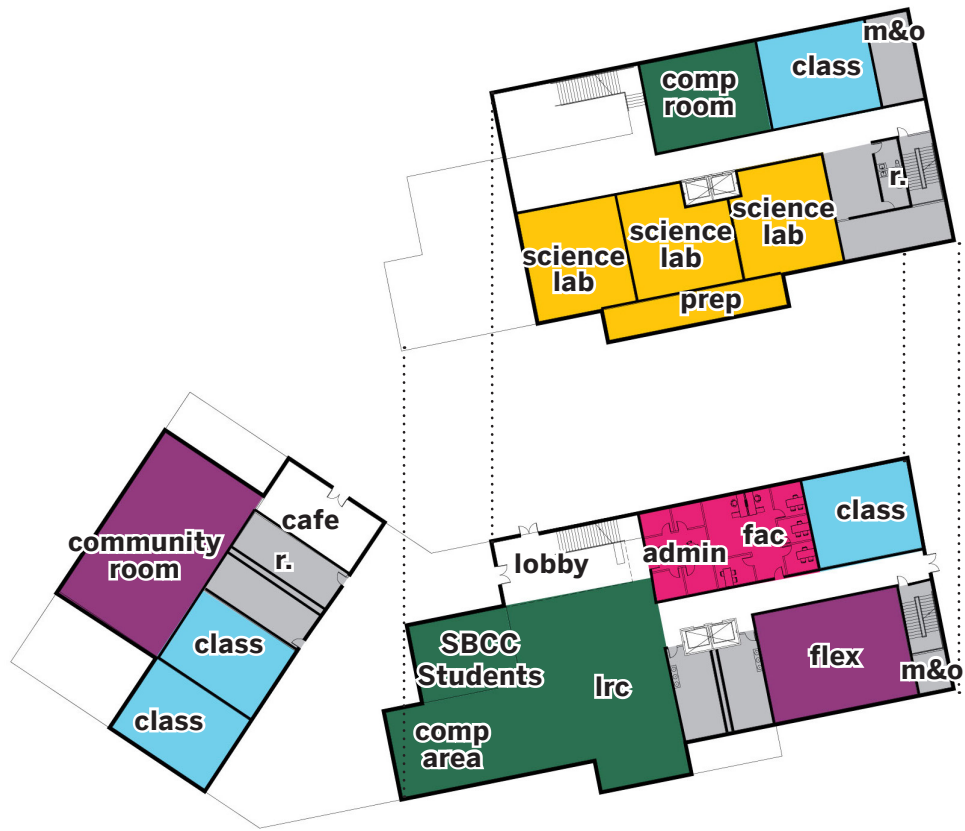 m&o
class
comp
room
r.
science
lab
science
lab
science
lab
prep
cafe
community
room
r.
class
class
lobby
admin
fac
class
SBCC
Students
lrc
flex
m&o
comp
area